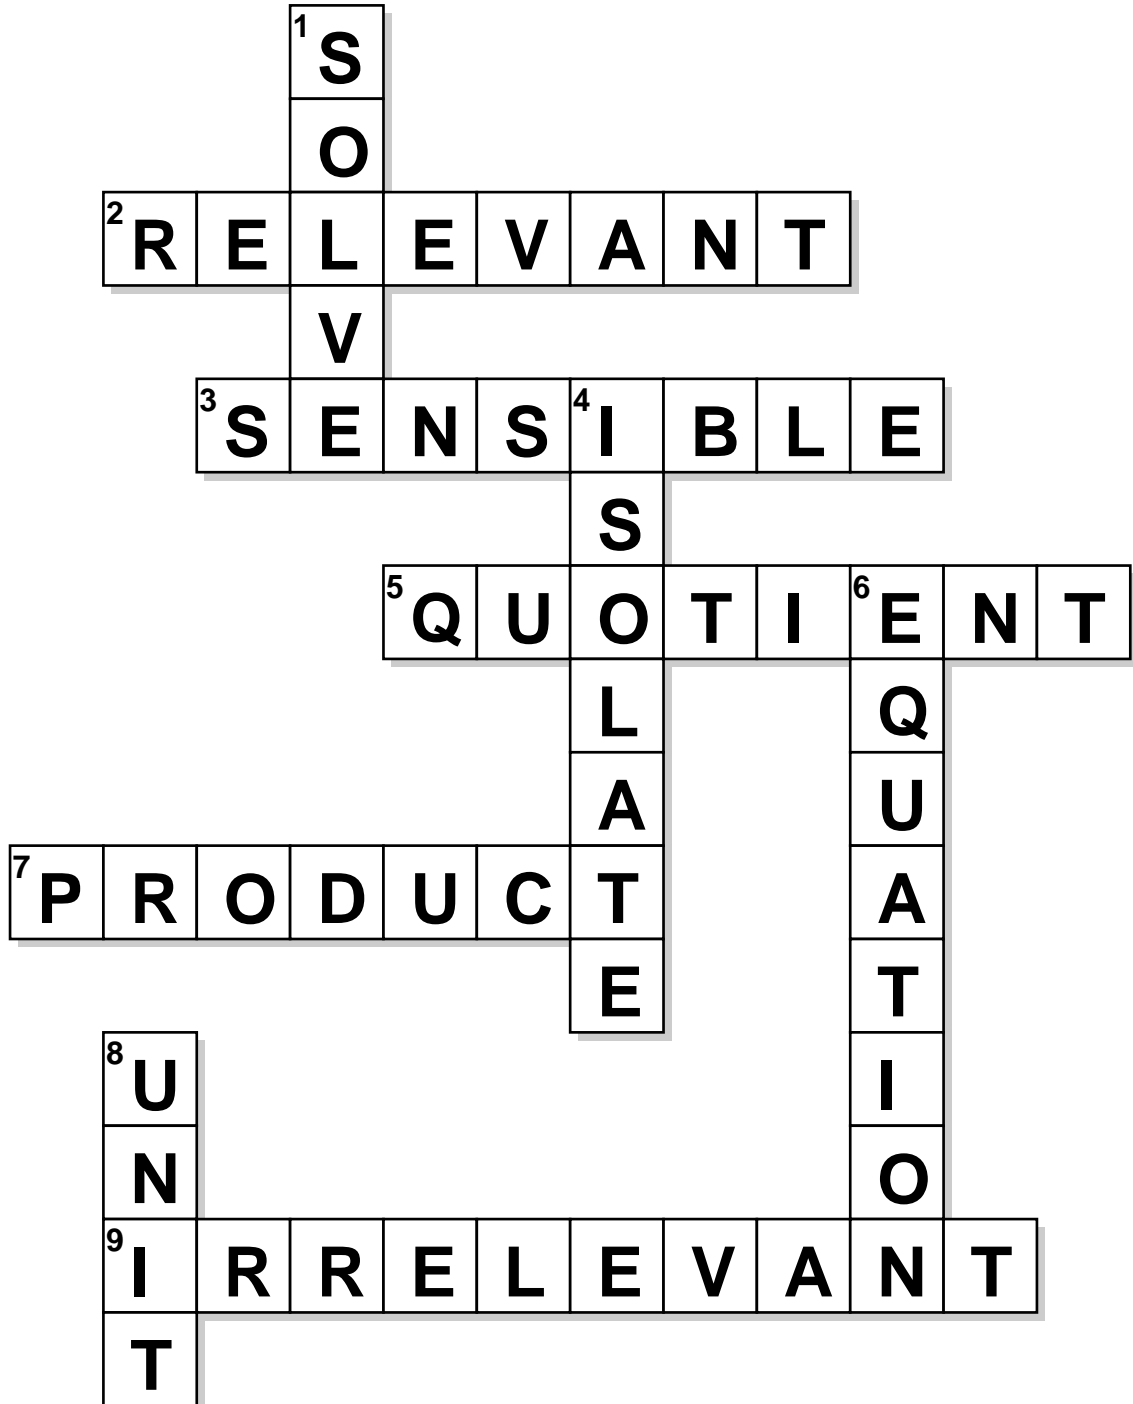 1 S
O
2 R E L E V A N T
V
3 S E N S 4 I B L E
S
5 Q U O T I 6 E N T
L Q
A U
7 P R O D U C T A
E T
8 U I
N O
9 I R R E L E V A N T
T